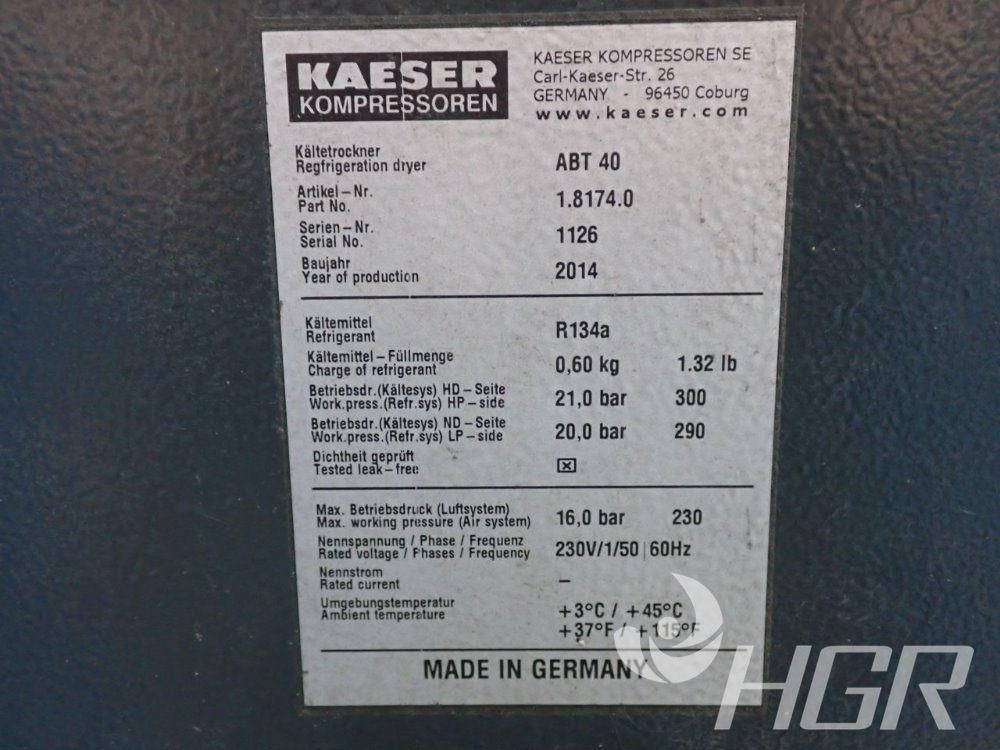 KAESER
KOMPRESSOREN
KAESER KOMPRESSOREN SE
Carl-Kaeser-Str. 26
GERMANY - 96450 Coburg
www.kaeser.com
Kältetrockner
Regfrigeration dryer ABT 40
Artikel – Nr.
Part No. 1.8174.0
Serien – Nr.
Serial No. 1126
Baujahr
Year of production 2014
Kältemittel
Refrigerant R134a
Kältemittel – Füllmenge
Charge of refrigerant 0,60 kg 1.32 lb
Betriebsdr.(Kältesys) HD – Seite
Work.press.(Refr.sys) HP – side 21,0 bar 300
Betriebsdr.(Kältesys) ND – Seite
Work.press.(Refr.sys) LP – side 20,0 bar 290
Dichtheit geprüft
Tested leak – free ☒
Max. Betriebsdruck (Luftsystem)
Max. working pressure (Air system) 16,0 bar 230
Nennspannung / Phase / Frequenz
Rated voltage / Phases / Frequency 230V/1/50|60Hz
Nennstrom
Rated current –
Umgebungstemperatur
Ambient temperature +3°C / +45°C
+37°F / +115°F
MADE IN GERMANY
HGR